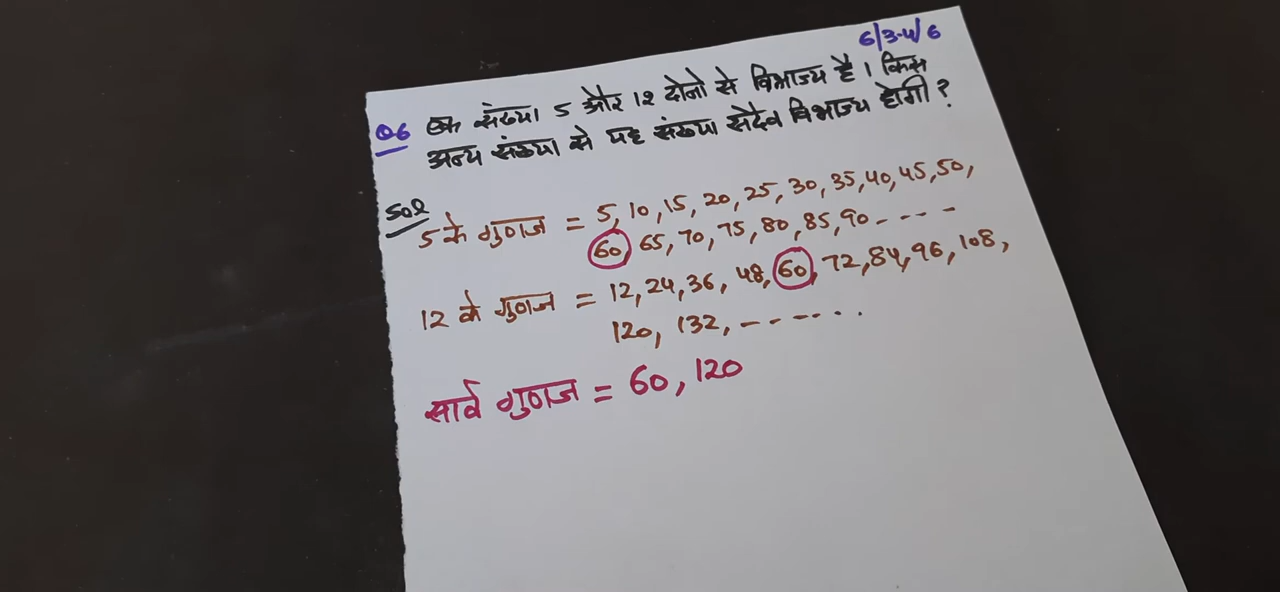 6/3.4/6
Q6 एक संख्या 5 और 12 दोनो से विभाज्य है । किस
अन्य संख्या से यह संख्या सदैव विभाज्य होगी ?
Sol
5 के गुणज = 5, 10, 15, 20, 25, 30, 35, 40, 45, 50,
60, 65, 70, 75, 80, 85, 90 - - - -
12 के गुणज = 12, 24, 36, 48, 60, 72, 84, 96, 108,
120, 132, - - - - . .
सार्व गुणज = 60, 120